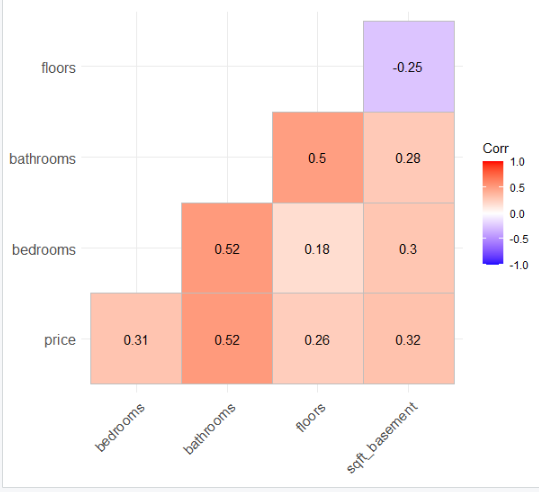 floors
-0.25
bathrooms
0.5 0.28
Corr
1.0
0.5
0.0
-0.5
-1.0
bedrooms
0.52 0.18 0.3
price
0.31 0.52 0.26 0.32
bedrooms
bathrooms
floors
sqft_basement